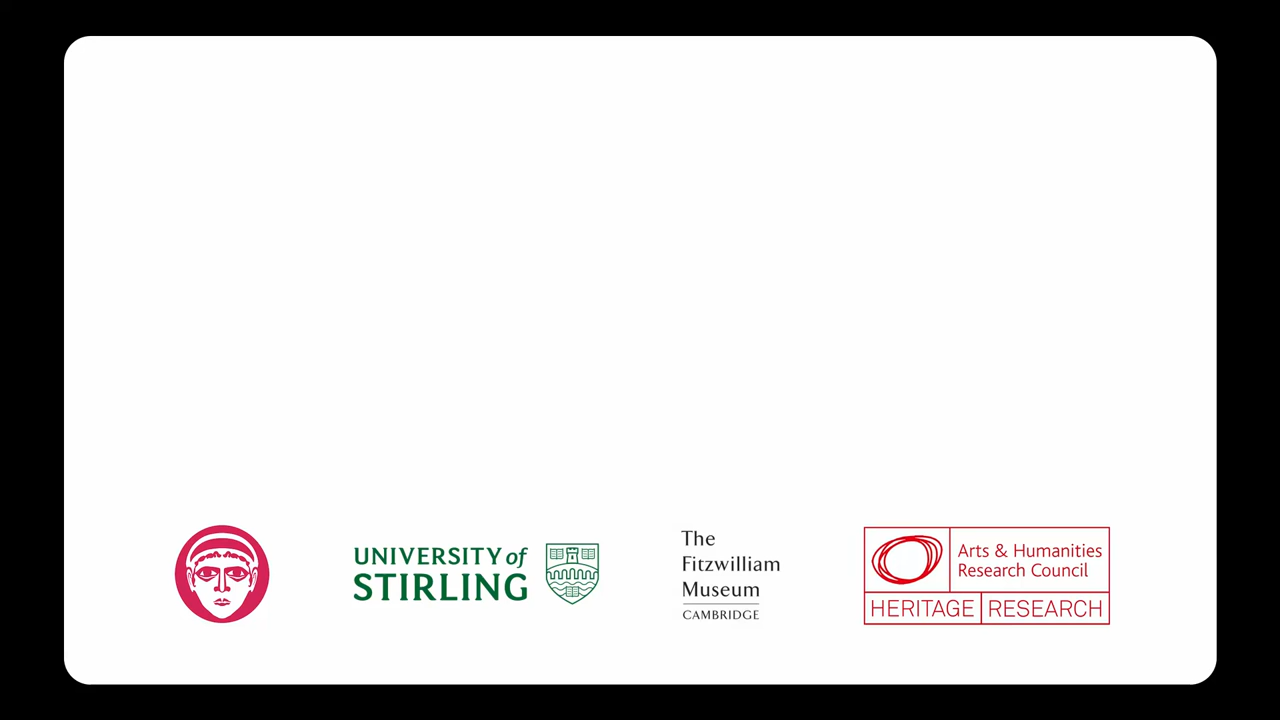 UNIVERSITY of
STIRLING
The
Fitzwilliam
Museum
CAMBRIDGE
Arts & Humanities
Research Council
HERITAGE RESEARCH